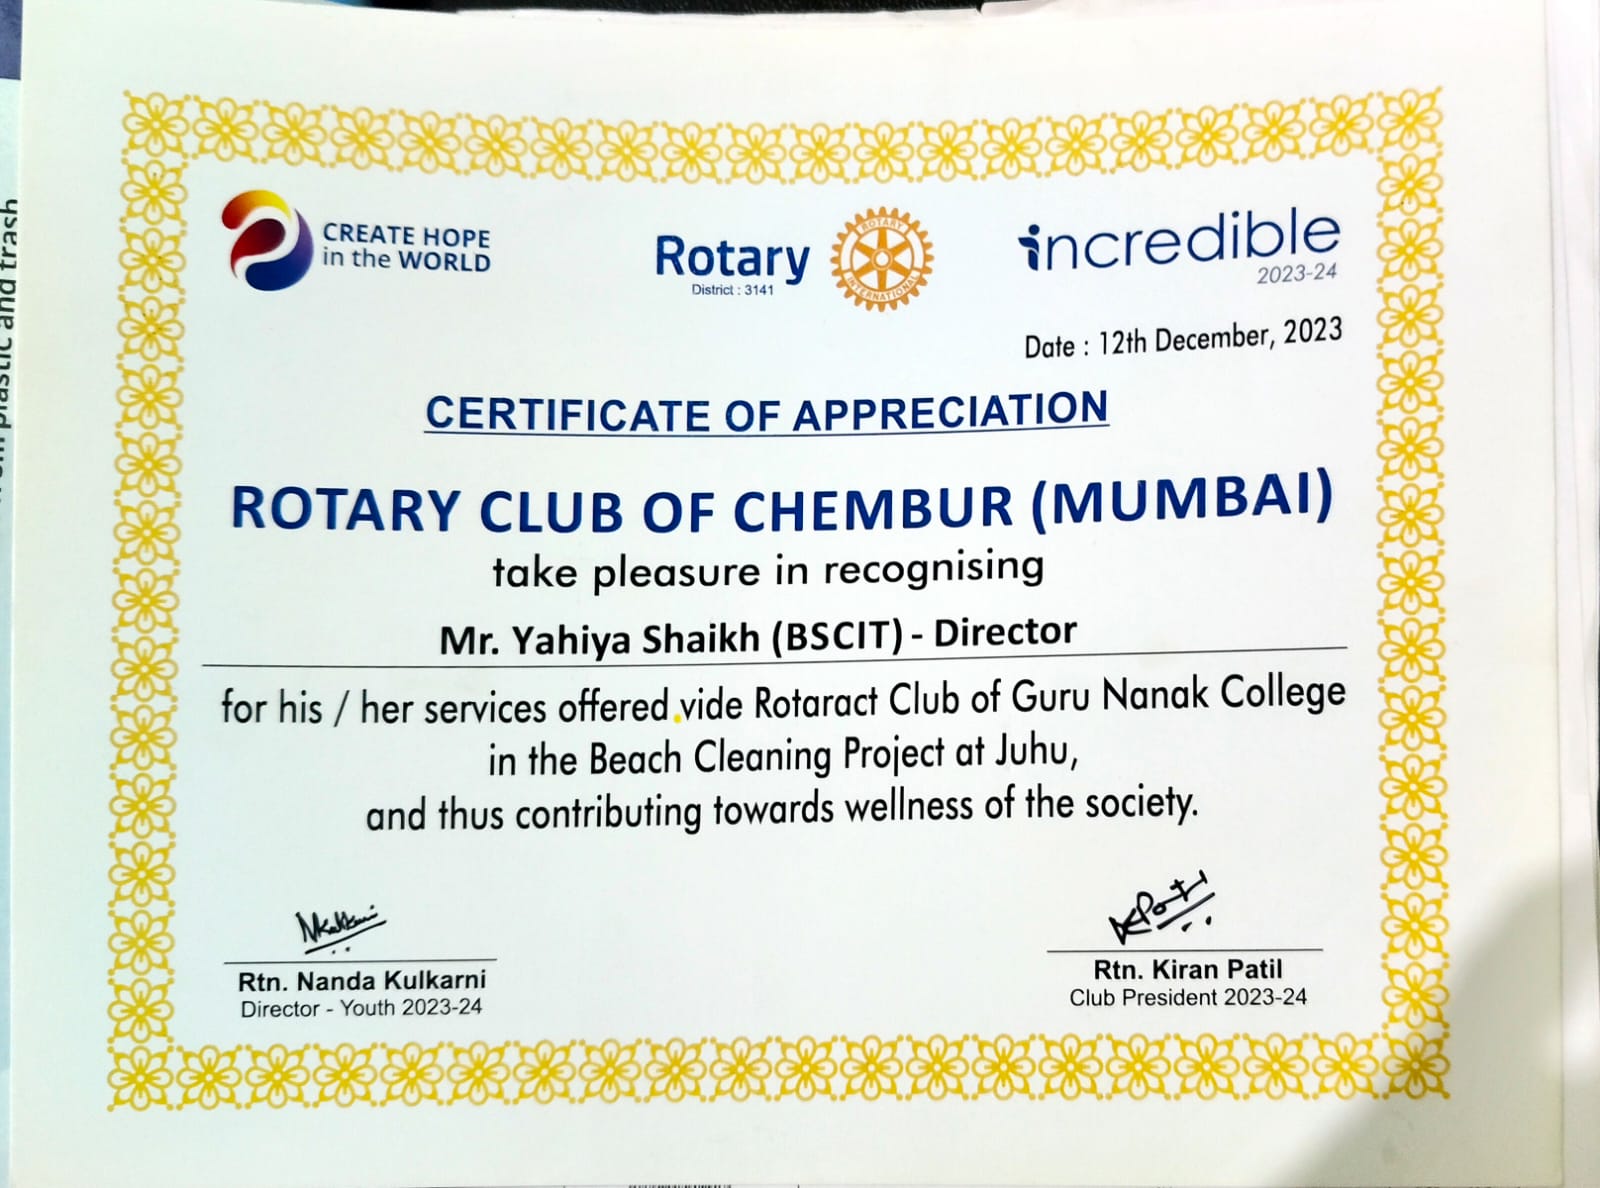 CREATE HOPE
in the WORLD
Rotary
District : 3141
ROTARY
INTERNATIONAL
incredible
2023-24
Date : 12th December, 2023
CERTIFICATE OF APPRECIATION
ROTARY CLUB OF CHEMBUR (MUMBAI)
take pleasure in recognising
Mr. Yahiya Shaikh (BSCIT) - Director
for his / her services offered vide Rotaract Club of Guru Nanak College
in the Beach Cleaning Project at Juhu,
and thus contributing towards wellness of the society.
Rtn. Nanda Kulkarni
Director - Youth 2023-24
Rtn. Kiran Patil
Club President 2023-24
plastic and trash